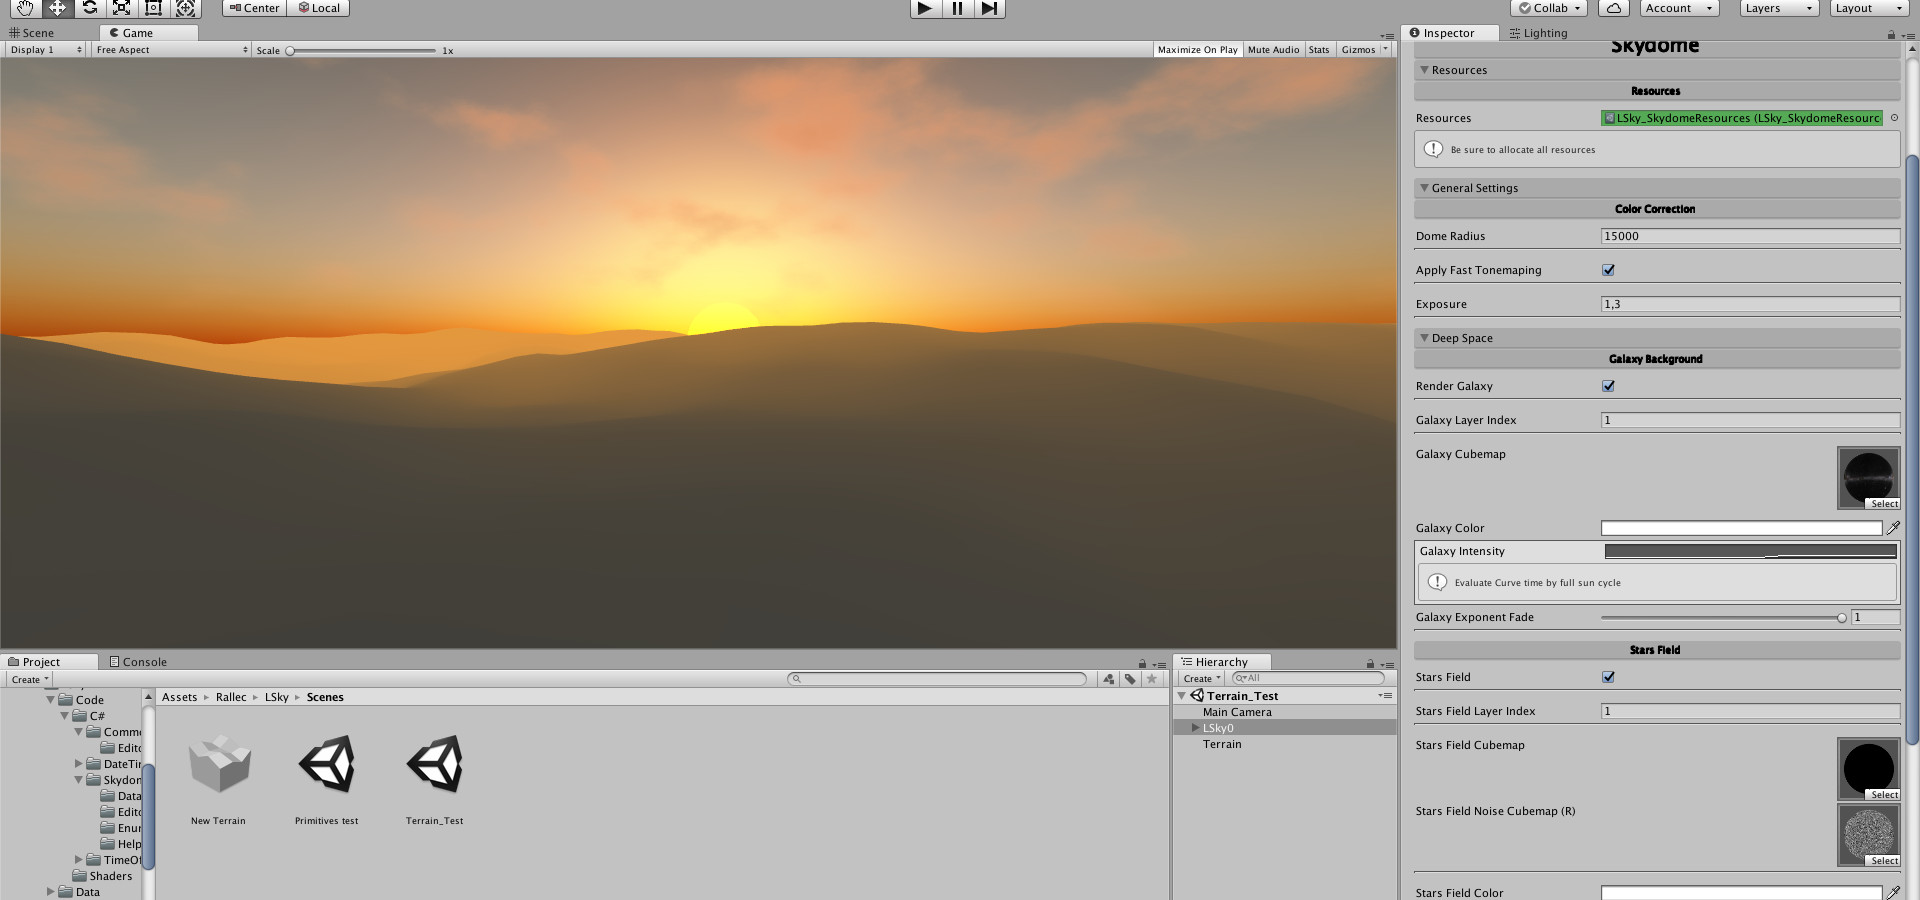 Center
Local
Collab
Account
Layers
Layout
Scene
Game
Inspector
Lighting
Display 1
Free Aspect
Scale
1x
Maximize On Play
Mute Audio
Stats
Gizmos
Skydome
Resources
Resources
Resources
LSky_SkydomeResources (LSky_SkydomeResourc
Be sure to allocate all resources
General Settings
Color Correction
Dome Radius
15000
Apply Fast Tonemaping
Exposure
1,3
Deep Space
Galaxy Background
Render Galaxy
Galaxy Layer Index
1
Galaxy Cubemap
Select
Galaxy Color
Galaxy Intensity
Evaluate Curve time by full sun cycle
Galaxy Exponent Fade
1
Stars Field
Stars Field
Stars Field Layer Index
1
Stars Field Cubemap
Select
Stars Field Noise Cubemap (R)
Select
Stars Field Color
Project
Console
Create
Code
C#
Comm
Edito
DateTi
Skydon
Data
Edito
Enur
Help
TimeOf
Shaders
Data
Assets
Rallec
LSky
Scenes
New Terrain
Primitives test
Terrain_Test
Hierarchy
Create
All
Terrain_Test
Main Camera
LSky0
Terrain